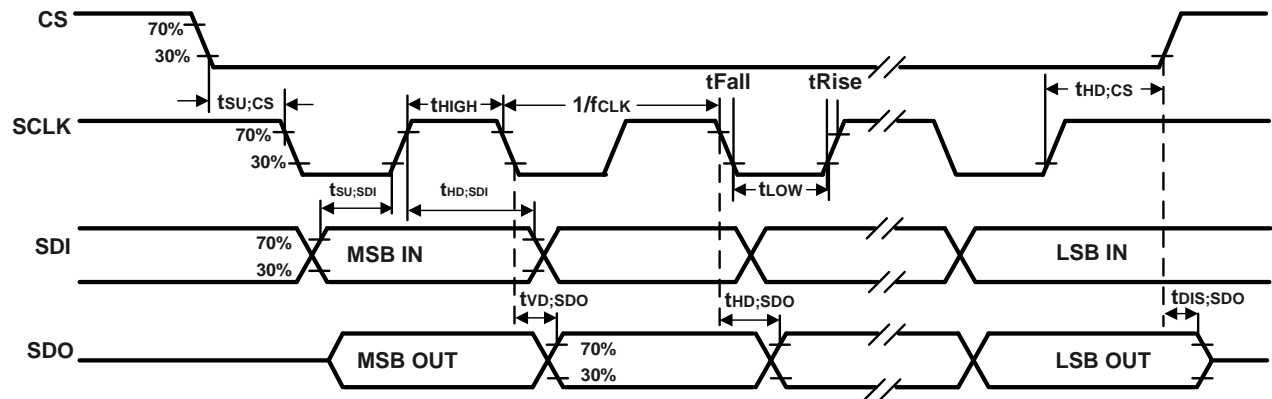 CS
70%
30%
tFall
tRise
tSU;CS
tHIGH
1/fCLK
tHD;CS
SCLK
70%
30%
tSU;SDI
tHD;SDI
tLOW
SDI
70%
30%
MSB IN
LSB IN
tVD;SDO
tHD;SDO
tDIS;SDO
SDO
MSB OUT
70%
30%
LSB OUT